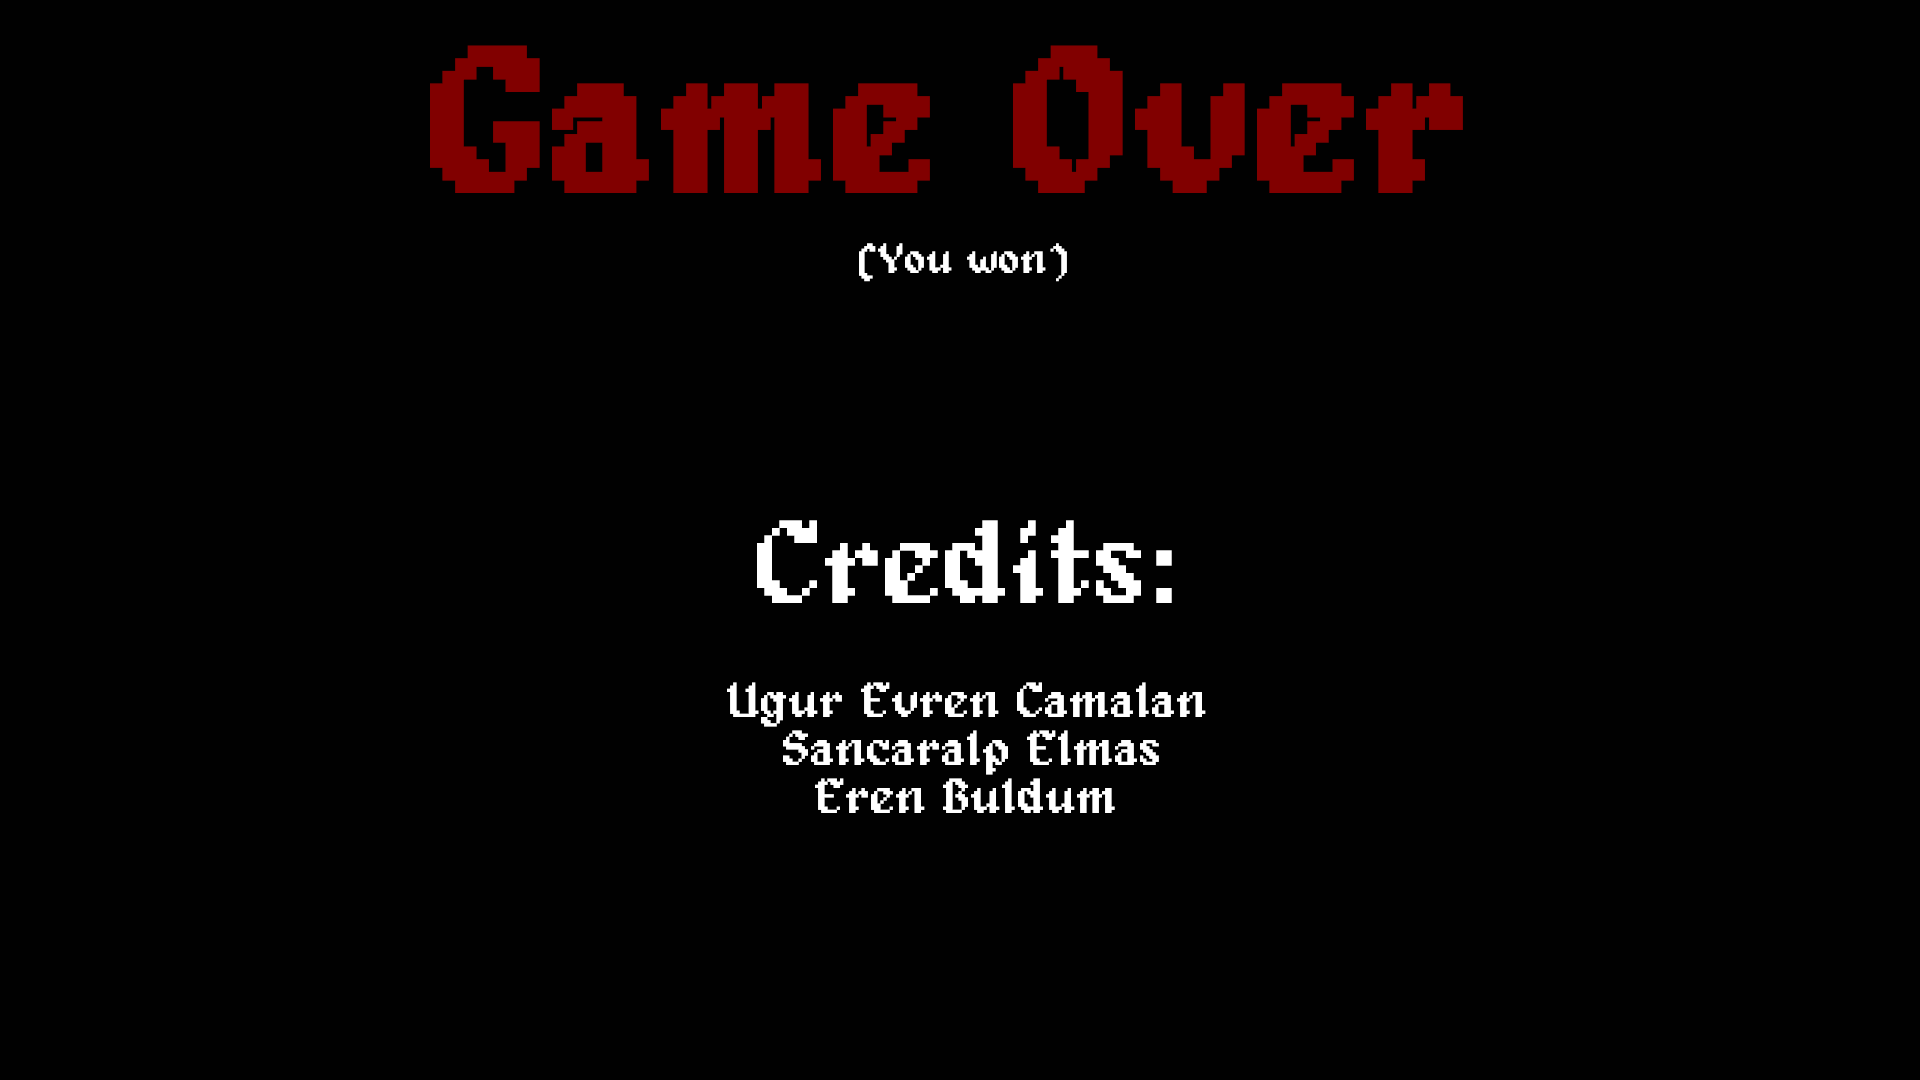 Game Over
(You won)
Credits:
Ugur Evren Camalan
Sancaralp Elmas
Eren Buldum